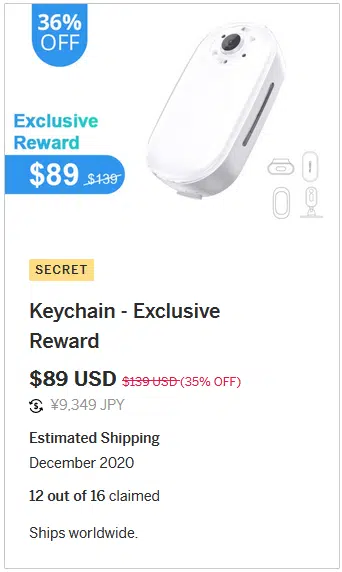 36%
OFF
Exclusive
Reward
$89 $139
SECRET
Keychain - Exclusive
Reward
$89 USD $139 USD (35% OFF)
¥9,349 JPY
Estimated Shipping
December 2020
12 out of 16 claimed
Ships worldwide.